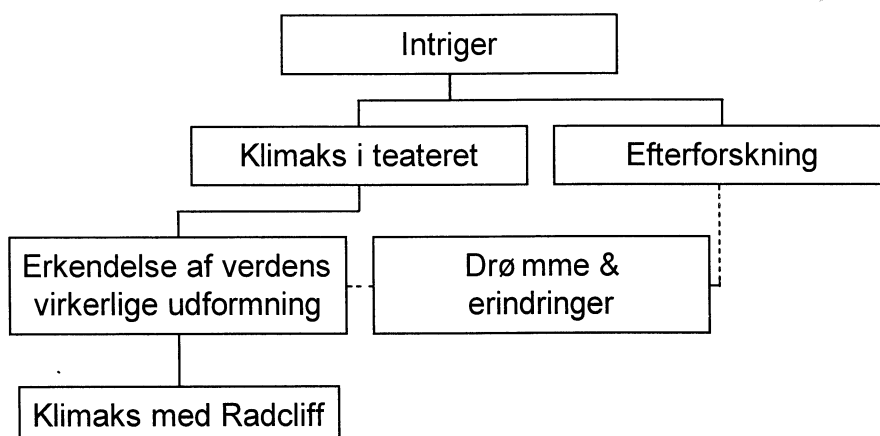 Intriger
Klimaks i teateret
Efterforskning
Erkendelse af verdens
virkerlige udformning
Drø mme &
erindringer
Klimaks med Radcliff